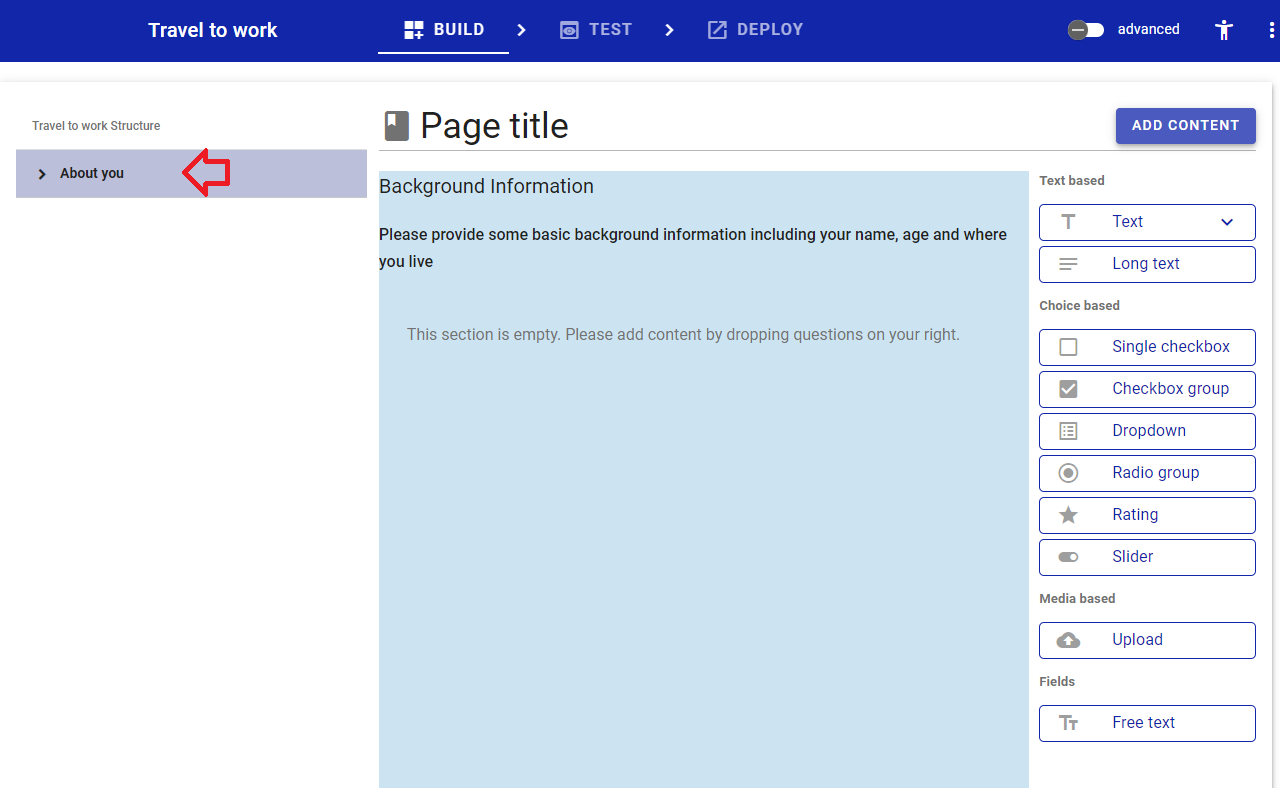 Travel to work
BUILD
TEST
DEPLOY
advanced
Travel to work Structure
About you
Page title
ADD CONTENT
Background Information
Please provide some basic background information including your name, age and where
you live
This section is empty. Please add content by dropping questions on your right.
Text based
Text
Long text
Choice based
Single checkbox
Checkbox group
Dropdown
Radio group
Rating
Slider
Media based
Upload
Fields
Free text